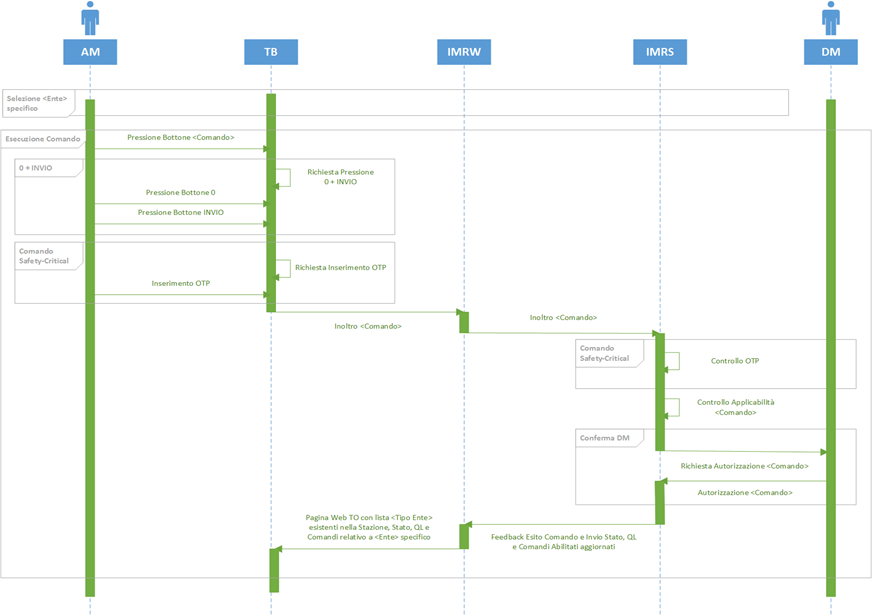 AM
TB
IMRW
IMRS
DM
Selezione <Ente>
specifico
Esecuzione Comando
Pressione Bottone <Comando>
0 + INVIO
Richiesta Pressione
0 + INVIO
Pressione Bottone 0
Pressione Bottone INVIO
Comando
Safety-Critical
Richiesta Inserimento OTP
Inserimento OTP
Inoltro <Comando>
Inoltro <Comando>
Comando
Safety-Critical
Controllo OTP
Controllo Applicabilità
<Comando>
Conferma DM
Richiesta Autorizzazione <Comando>
Autorizzazione <Comando>
Pagina Web TO con lista <Tipo Ente>
esistenti nella Stazione, Stato, QL e
Comandi relativo a <Ente> specifico
Feedback Esito Comando e Invio Stato, QL
e Comandi Abilitati aggiornati